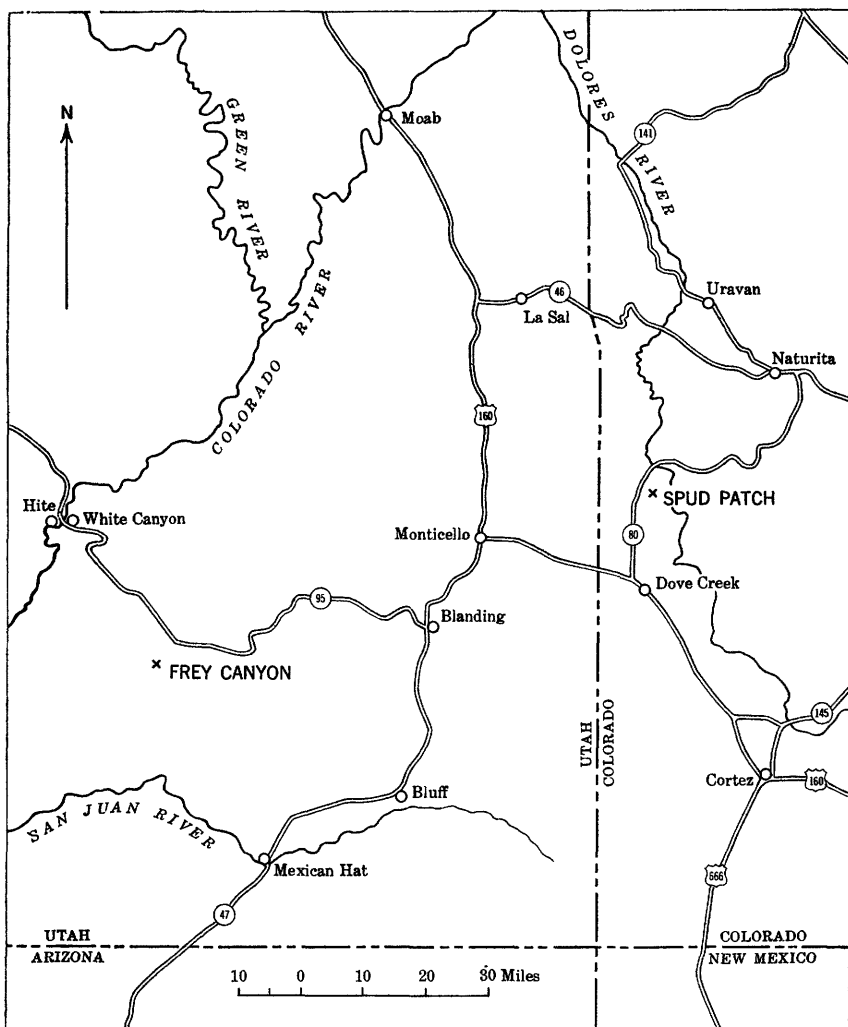 N
GREEN RIVER
DOLORES RIVER
141
Moab
COLORADO RIVER
La Sal
46
Uravan
Naturita
160
Hite
White Canyon
SPUD PATCH
Monticello
80
Dove Creek
95
Blanding
FREY CANYON
UTAH
COLORADO
145
Cortez
160
Bluff
SAN JUAN RIVER
Mexican Hat
666
47
UTAH
ARIZONA
COLORADO
NEW MEXICO
10 0 10 20 30 Miles